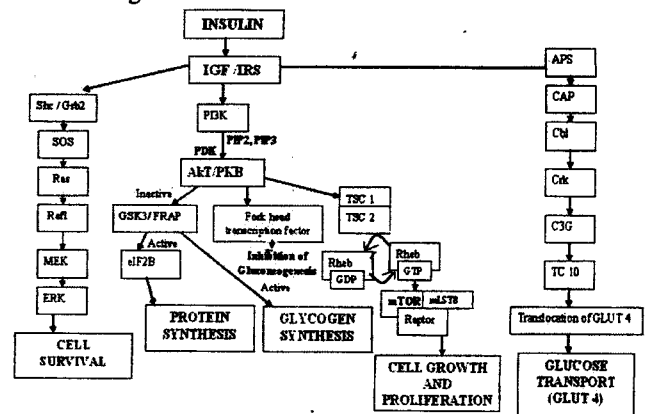 INSULIN
IGF /IRS
Shc / Grb2
SOS
Ras
Raf1
MEK
ERK
CELL
SURVIVAL
PI3K
PIP2, PIP3
PDK
AkT/PKB
Inactive
GSK3/ FRAP
Active
eIF2B
PROTEIN
SYNTHESIS
Fork head
transcription factor
Inhibition of
Gluconeogenesis
Active
GLYCOGEN
SYNTHESIS
TSC 1
TSC 2
Rheb
GDP
Rheb
GTP
mTOR
mLST8
Raptor
CELL GROWTH
AND
PROLIFERATION
APS
CAP
Cbl
Crk
C3G
TC 10
Translocation of GLUT 4
GLUCOSE
TRANSPORT
(GLUT 4)